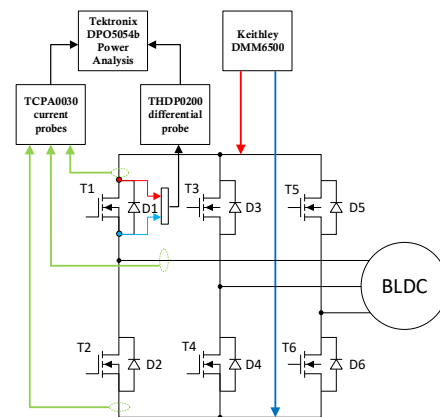 Tektronix
DPO5054b
Power
Analysis
Keithley
DMM6500
TCPA0030
current
probes
THDP0200
differential
probe
T1
D1
T3
D3
T5
D5
BLDC
T2
D2
T4
D4
T6
D6